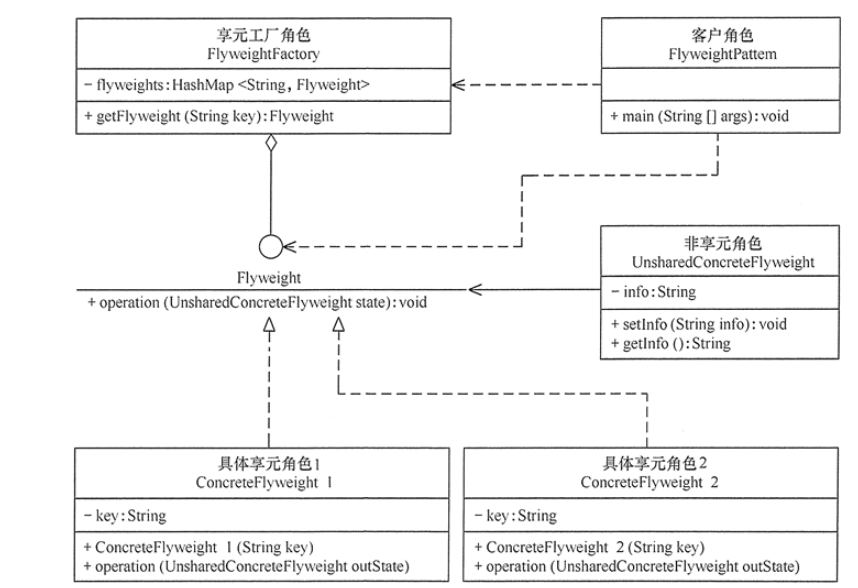 享元工厂角色
FlyweightFactory
- flyweights:HashMap <String, Flyweight>
+ getFlyweight (String key):Flyweight
客户角色
FlyweightPattem
+ main (String [] args):void
非享元角色
UnsharedConcreteFlyweight
- info:String
+ setInfo (String info):void
+ getInfo ():String
Flyweight
+ operation (UnsharedConcreteFlyweight state):void
具体享元角色1
ConcreteFlyweight 1
- key:String
+ ConcreteFlyweight 1 (String key)
+ operation (UnsharedConcreteFlyweight outState)
具体享元角色2
ConcreteFlyweight 2
- key:String
+ ConcreteFlyweight 2 (String key)
+ operation (UnsharedConcreteFlyweight outState)